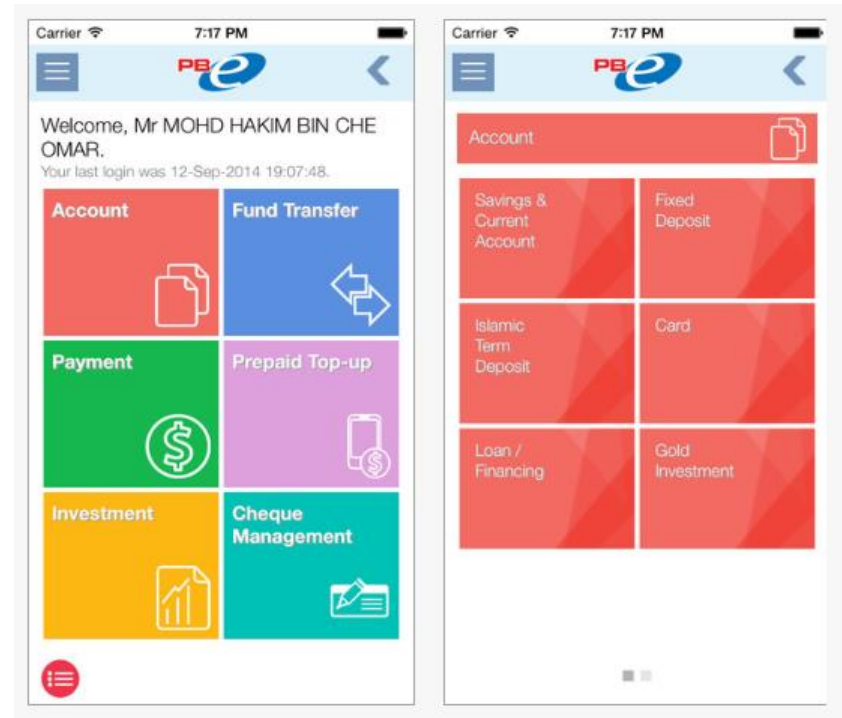 Carrier 7:17 PM
PBe
Welcome, Mr MOHD HAKIM BIN CHE
OMAR.
Your last login was 12-Sep-2014 19:07:48.
Account
Fund Transfer
Payment
Prepaid Top-up
Investment
Cheque
Management
Carrier 7:17 PM
PBe
Account
Savings &
Current
Account
Fixed
Deposit
Islamic
Term
Deposit
Card
Loan /
Financing
Gold
Investment